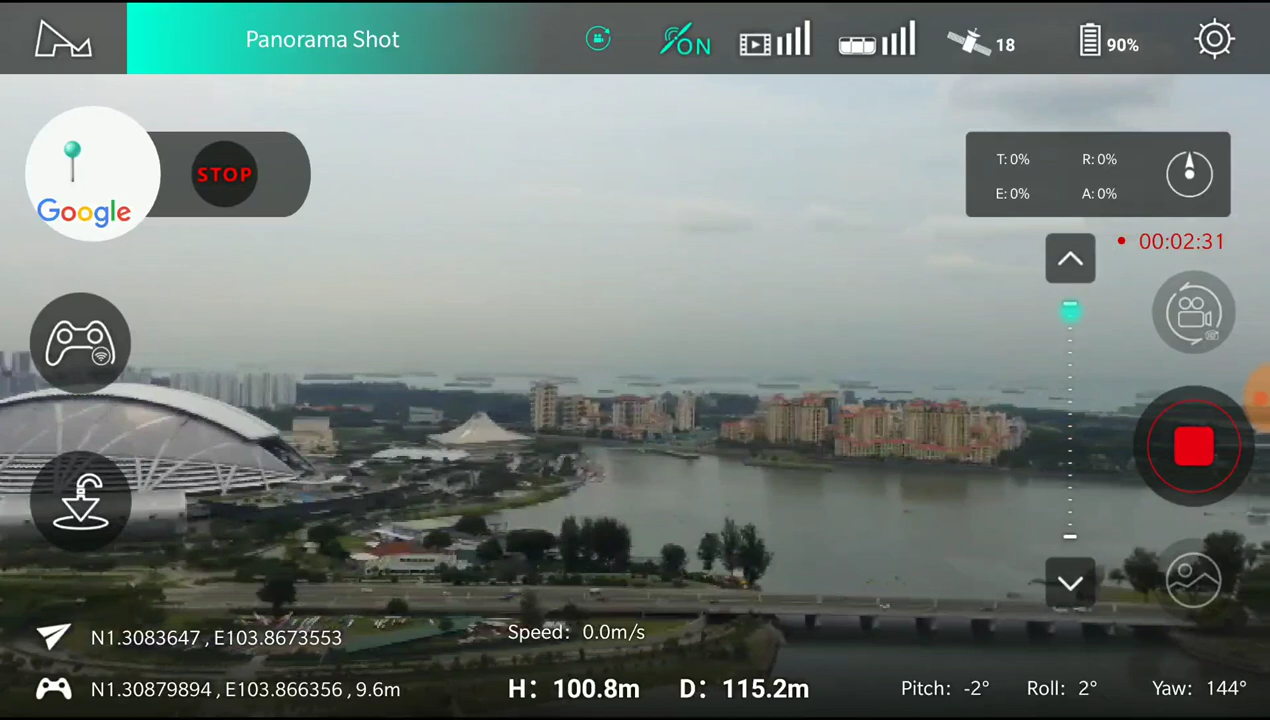 Panorama Shot
ON
18
90%
Google
STOP
T: 0% R: 0%
E: 0% A: 0%
00:02:31
N1.3083647 , E103.8673553
Speed: 0.0m/s
N1.30879894 , E103.866356 , 9.6m
H: 100.8m D: 115.2m
Pitch: -2° Roll: 2° Yaw: 144°